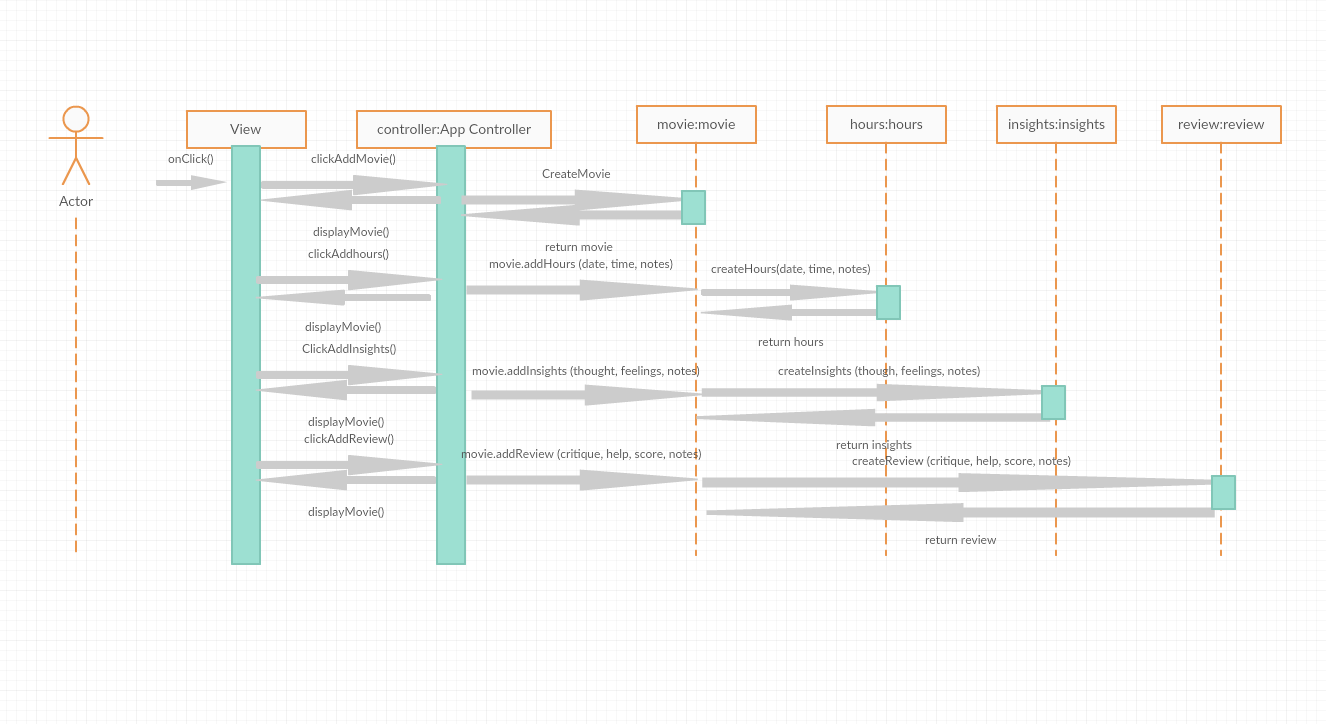 View
controller:App Controller
movie:movie
hours:hours
insights:insights
review:review
onClick()
clickAddMovie()
CreateMovie
Actor
displayMovie()
return movie
clickAddhours()
movie.addHours (date, time, notes)
createHours(date, time, notes)
displayMovie()
return hours
ClickAddInsights()
movie.addInsights (thought, feelings, notes)
createInsights (though, feelings, notes)
displayMovie()
clickAddReview()
return insights
movie.addReview (critique, help, score, notes)
createReview (critique, help, score, notes)
displayMovie()
return review